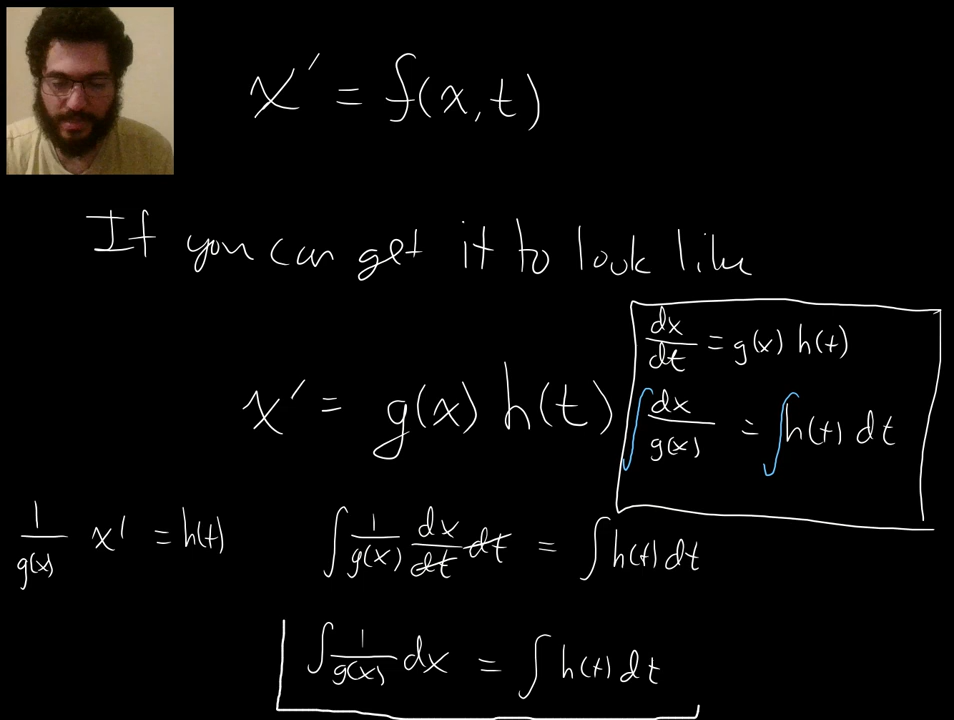 x' = f(x,t)
If you can get it to look like
x' = g(x) h(t)
dx/dt = g(x) h(t)
∫ dx/g(x) = ∫ h(t) dt
1/g(x) x' = h(t)
∫ 1/g(x) dx/dt dt = ∫ h(t) dt
∫ 1/g(x) dx = ∫ h(t) dt